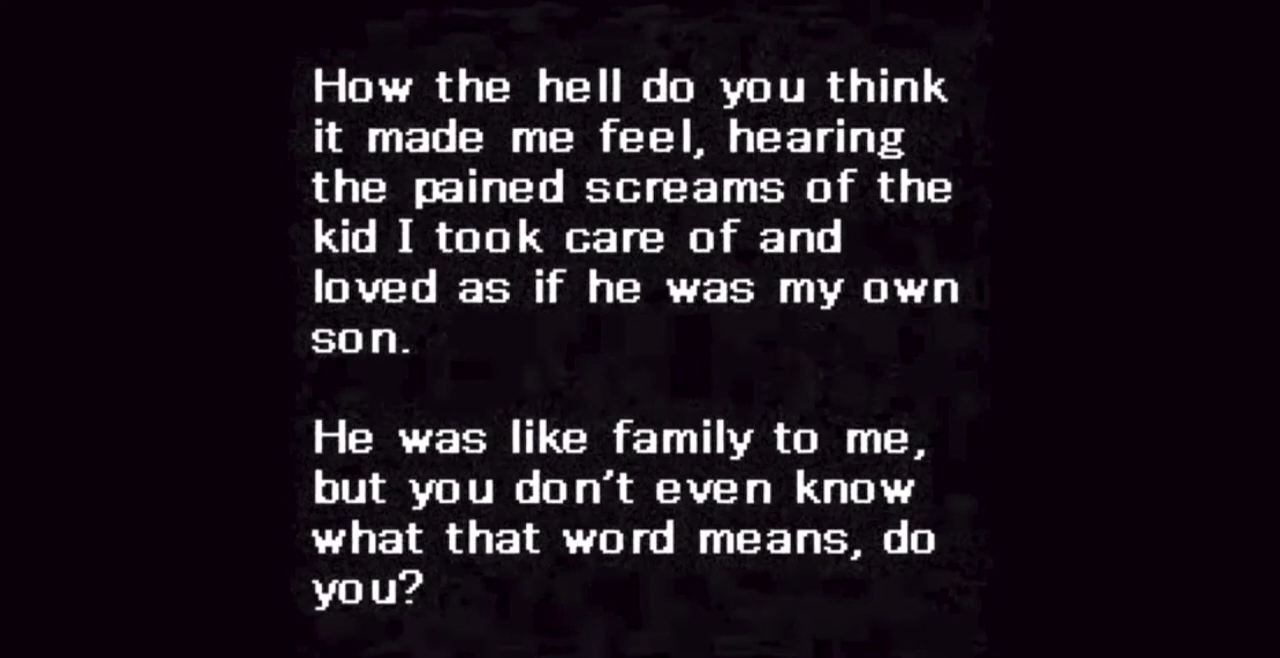 How the hell do you think
it made me feel, hearing
the pained screams of the
kid I took care of and
loved as if he was my own
son.
He was like family to me,
but you don't even know
what that word means, do
you?